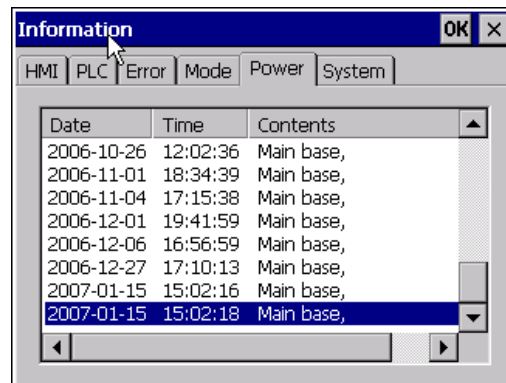 Information OK ×
HMI PLC Error Mode Power System
Date Time Contents
2006-10-26 12:02:36 Main base,
2006-11-01 18:34:39 Main base,
2006-11-04 17:15:38 Main base,
2006-12-01 19:41:59 Main base,
2006-12-06 16:56:59 Main base,
2006-12-27 17:10:13 Main base,
2007-01-15 15:02:16 Main base,
2007-01-15 15:02:18 Main base,